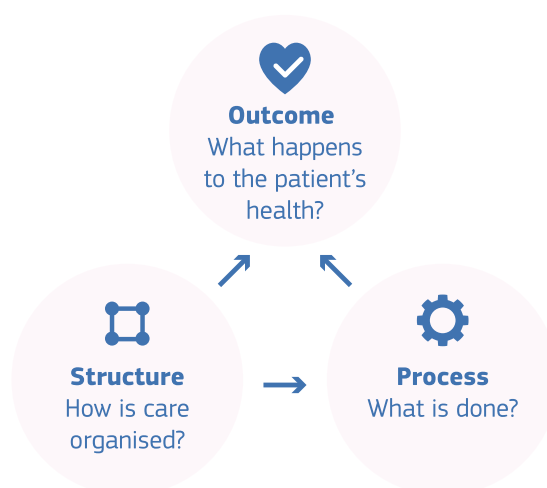 Outcome
What happens
to the patient’s
health?
Structure
How is care
organised?
Process
What is done?